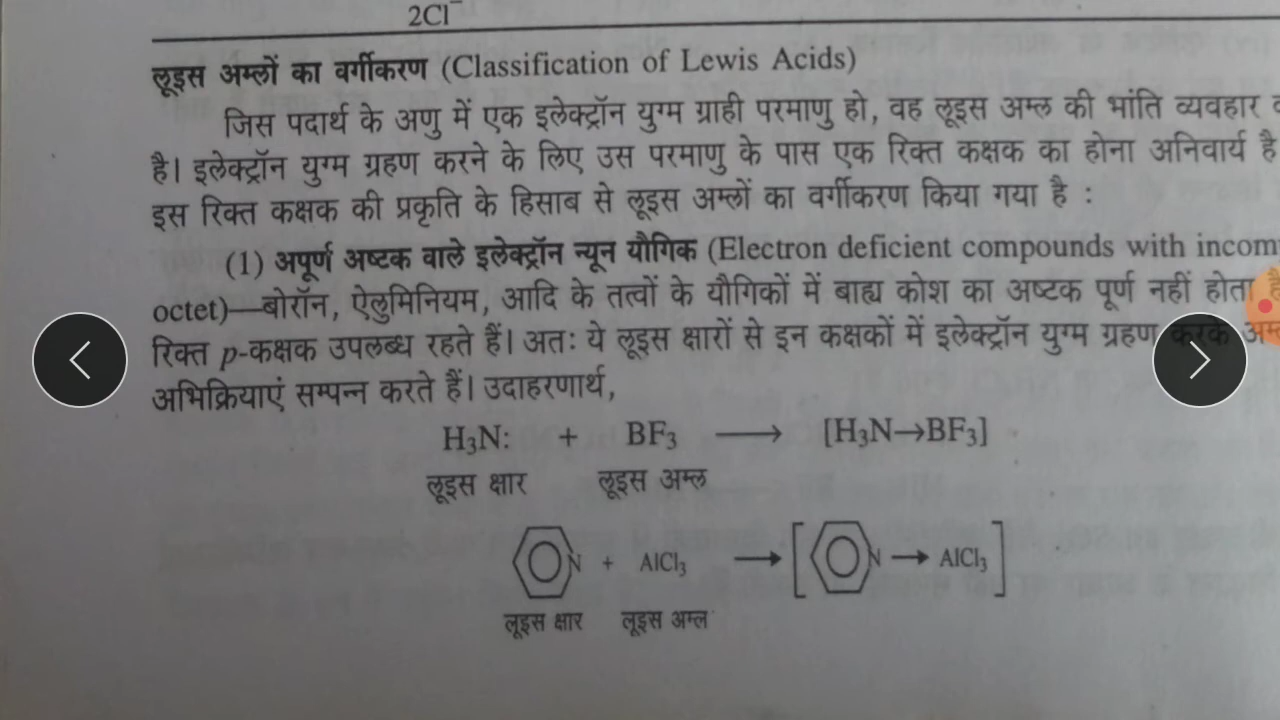 2Cl⁻
लूइस अम्लों का वर्गीकरण (Classification of Lewis Acids)
जिस पदार्थ के अणु में एक इलेक्ट्रॉन युग्म ग्राही परमाणु हो, वह लूइस अम्ल की भांति व्यवहार
है। इलेक्ट्रॉन युग्म ग्रहण करने के लिए उस परमाणु के पास एक रिक्त कक्षक का होना अनिवार्य है
इस रिक्त कक्षक की प्रकृति के हिसाब से लूइस अम्लों का वर्गीकरण किया गया है :
(1) अपूर्ण अष्टक वाले इलेक्ट्रॉन न्यून यौगिक (Electron deficient compounds with incom
octet)—बोरॉन, ऐलुमिनियम, आदि के तत्वों के यौगिकों में बाह्य कोश का अष्टक पूर्ण नहीं होता
रिक्त p-कक्षक उपलब्ध रहते हैं। अतः ये लूइस क्षारों से इन कक्षकों में इलेक्ट्रॉन युग्म ग्रहण करके
अभिक्रियाएं सम्पन्न करते हैं। उदाहरणार्थ,
H₃N: + BF₃ ⟶ [H₃N→BF₃]
लूइस क्षार लूइस अम्ल
N + AlCl₃ ⟶ [N → AlCl₃]
लूइस क्षार लूइस अम्ल